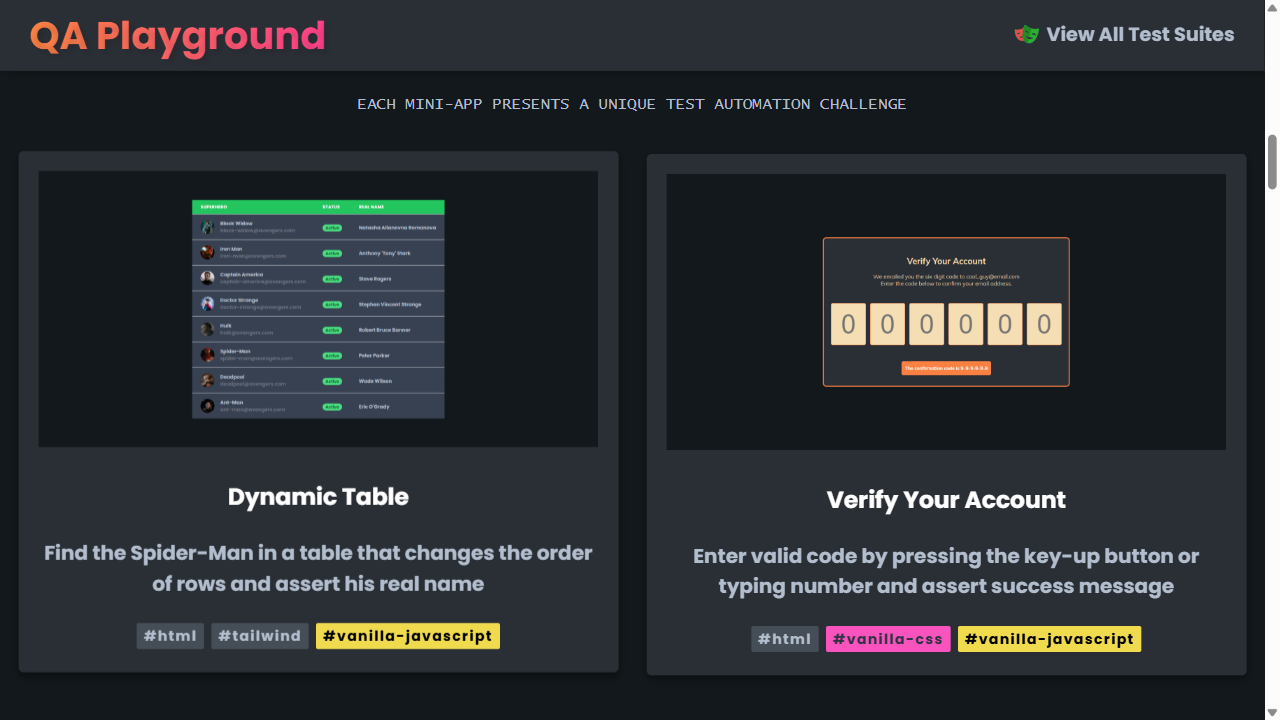 QA Playground
View All Test Suites
EACH MINI-APP PRESENTS A UNIQUE TEST AUTOMATION CHALLENGE
SUPERHERO STATUS REAL NAME
Black Widow
black-widow@avengers.com
Active
Natasha Alianovna Romanova
Iron Man
iron-man@avengers.com
Active
Anthony "Tony" Stark
Captain America
captain-america@avengers.com
Active
Steve Rogers
Doctor Strange
doctor-strange@avengers.com
Active
Stephen Vincent Strange
Hulk
hulk@avengers.com
Active
Robert Bruce Banner
Spider-Man
spider-man@avengers.com
Active
Peter Parker
Deadpool
deadpool@avengers.com
Active
Wade Wilson
Ant-Man
ant-man@avengers.com
Active
Eric O'Grady
Dynamic Table
Find the Spider-Man in a table that changes the order
of rows and assert his real name
#html #tailwind #vanilla-javascript
Verify Your Account
We emailed you the six digit code to cool_guy@email.com
Enter the code below to confirm your email address.
0 0 0 0 0 0
The confirmation code is 9-9-9-9-9-9
Verify Your Account
Enter valid code by pressing the key-up button or
typing number and assert success message
#html #vanilla-css #vanilla-javascript